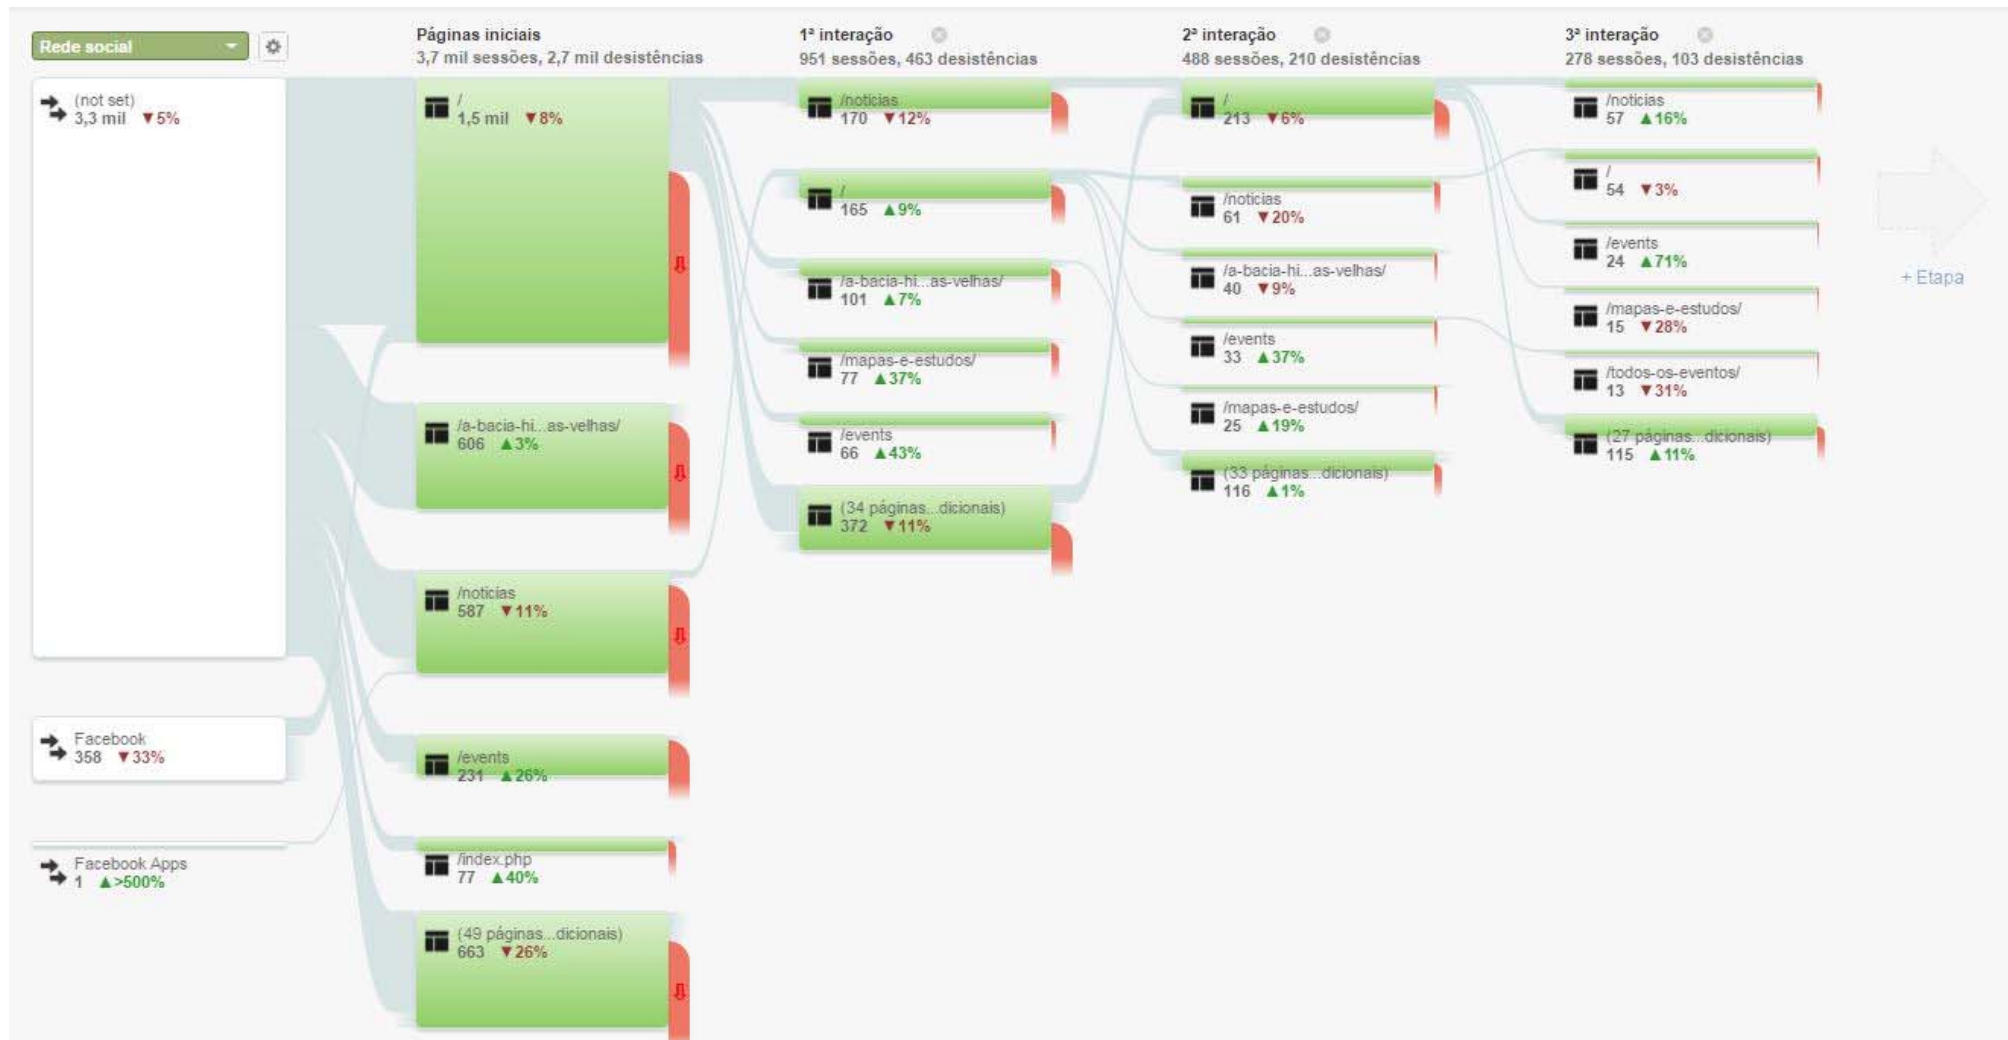 Rede social
(not set)
3,3 mil ▼5%
Facebook
358 ▼33%
Facebook Apps
1 ▲>500%
Páginas iniciais
3,7 mil sessões, 2,7 mil desistências
/
1,5 mil ▼8%
/a-bacia-hi...as-velhas/
606 ▲3%
/noticias
587 ▼11%
/events
231 ▲26%
/index.php
77 ▲40%
(49 páginas...dicionais)
663 ▼26%
1ª interação
951 sessões, 463 desistências
/noticias
170 ▼12%
/
165 ▲9%
/a-bacia-hi...as-velhas/
101 ▲7%
/mapas-e-estudos/
77 ▲37%
/events
66 ▲43%
(34 páginas...dicionais)
372 ▼11%
2ª interação
488 sessões, 210 desistências
/
213 ▼6%
/noticias
61 ▼20%
/a-bacia-hi...as-velhas/
40 ▼9%
/events
33 ▲37%
/mapas-e-estudos/
25 ▲19%
(33 páginas...dicionais)
116 ▲1%
3ª interação
278 sessões, 103 desistências
/noticias
57 ▲16%
/
54 ▼3%
/events
24 ▲71%
/mapas-e-estudos/
15 ▼28%
/todos-os-eventos/
13 ▼31%
(27 páginas...dicionais)
115 ▲11%
+ Etapa